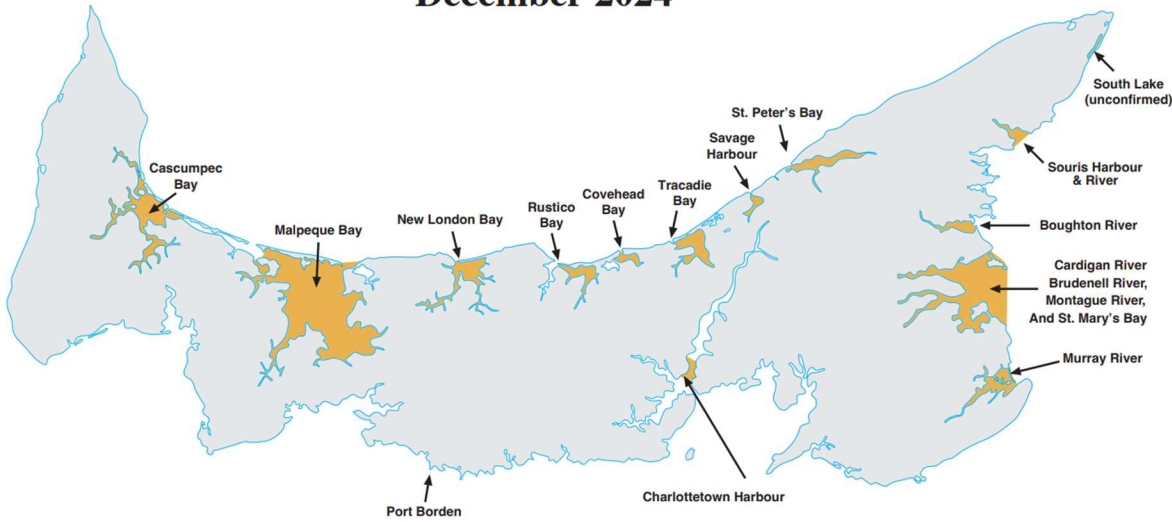 December 2024
South Lake
(unconfirmed)
St. Peter's Bay
Savage
Harbour
Souris Harbour
& River
Cascumpec
Bay
Tracadie
Bay
Covehead
Bay
Rustico
Bay
New London Bay
Malpeque Bay
Boughton River
Cardigan River
Brudenell River,
Montague River,
And St. Mary's Bay
Murray River
Charlottetown Harbour
Port Borden